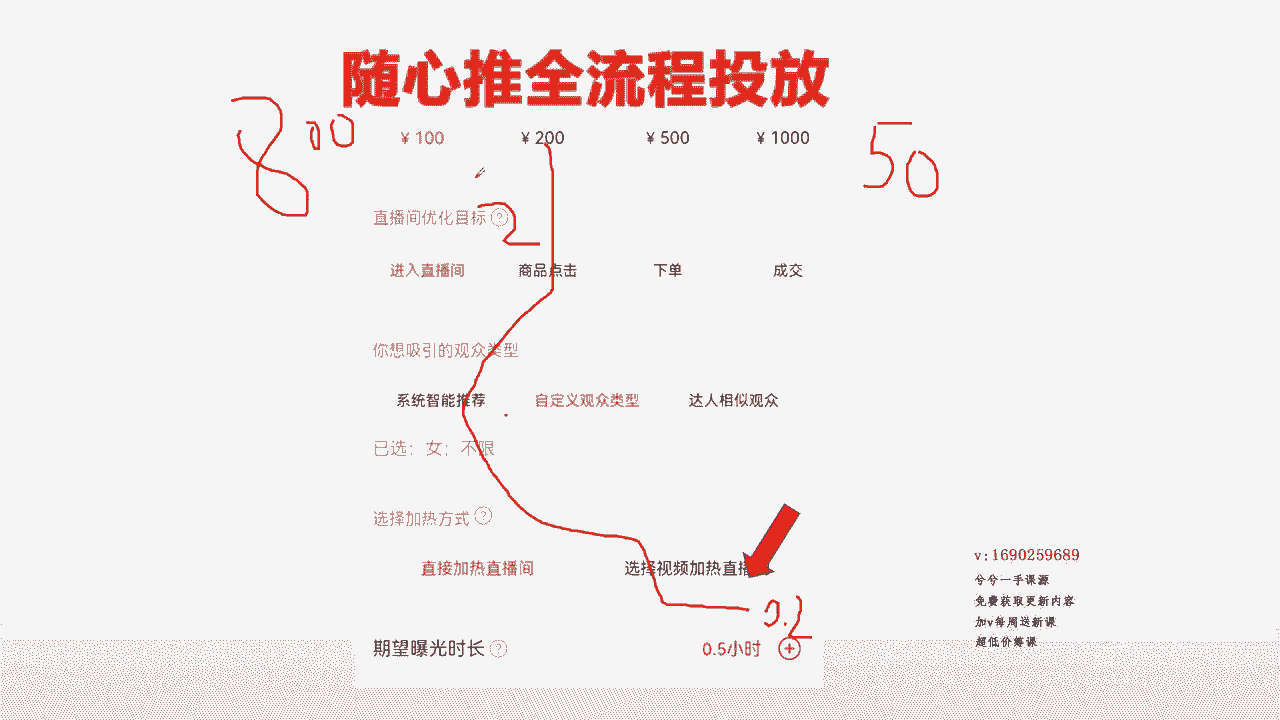 随心推全流程投放
800
¥ 100 ¥ 200 ¥ 500 ¥ 1000
50
直播间优化目标 ?
2
进入直播间 商品点击 下单 成交
你想吸引的观众类型
系统智能推荐 自定义观众类型 达人相似观众
已选：女；不限
选择加热方式 ?
直接加热直播间 选择视频加热直播
0.2
期望曝光时长 ? 0.5小时 +
v:1690259689
兮兮一手课源
免费获取更新内容
加v每周送新课
超低价筹课